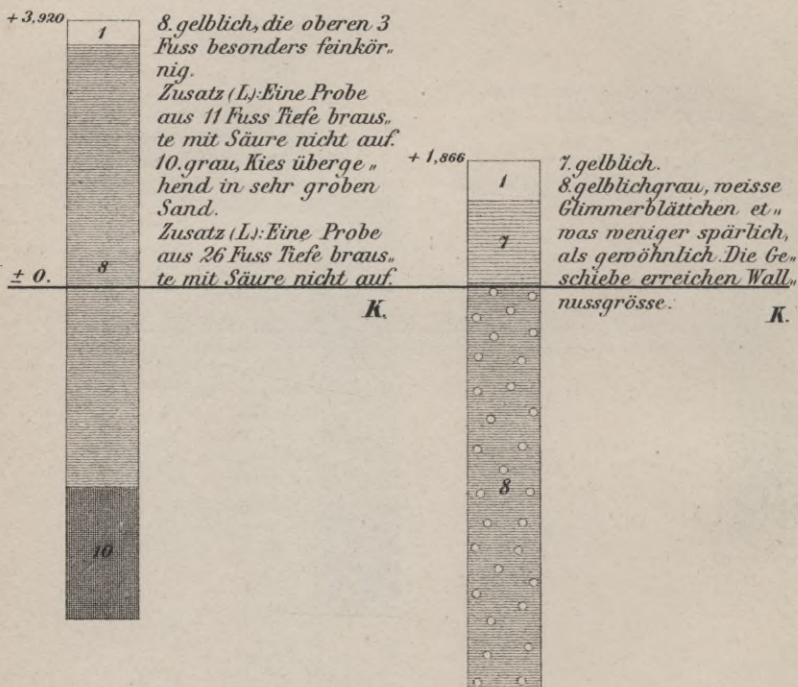 + 3,920
1
8. gelblich, die oberen 3
Fuss besonders feinkör„
nig.
Zusatz (L.): Eine Probe
aus 11 Fuss Tiefe braus„
te mit Säure nicht auf.
10. grau, Kies überge„
hend in sehr groben
Sand.
Zusatz (L.): Eine Probe
aus 26 Fuss Tiefe braus„
te mit Säure nicht auf.
± 0.
8
K.
10
+ 1,866
1
7
7. gelblich.
8. gelblichgrau, weisse
Glimmerblättchen et„
was weniger spärlich,
als gewöhnlich. Die Ge„
schiebe erreichen Wall„
nussgrösse.
K.
8